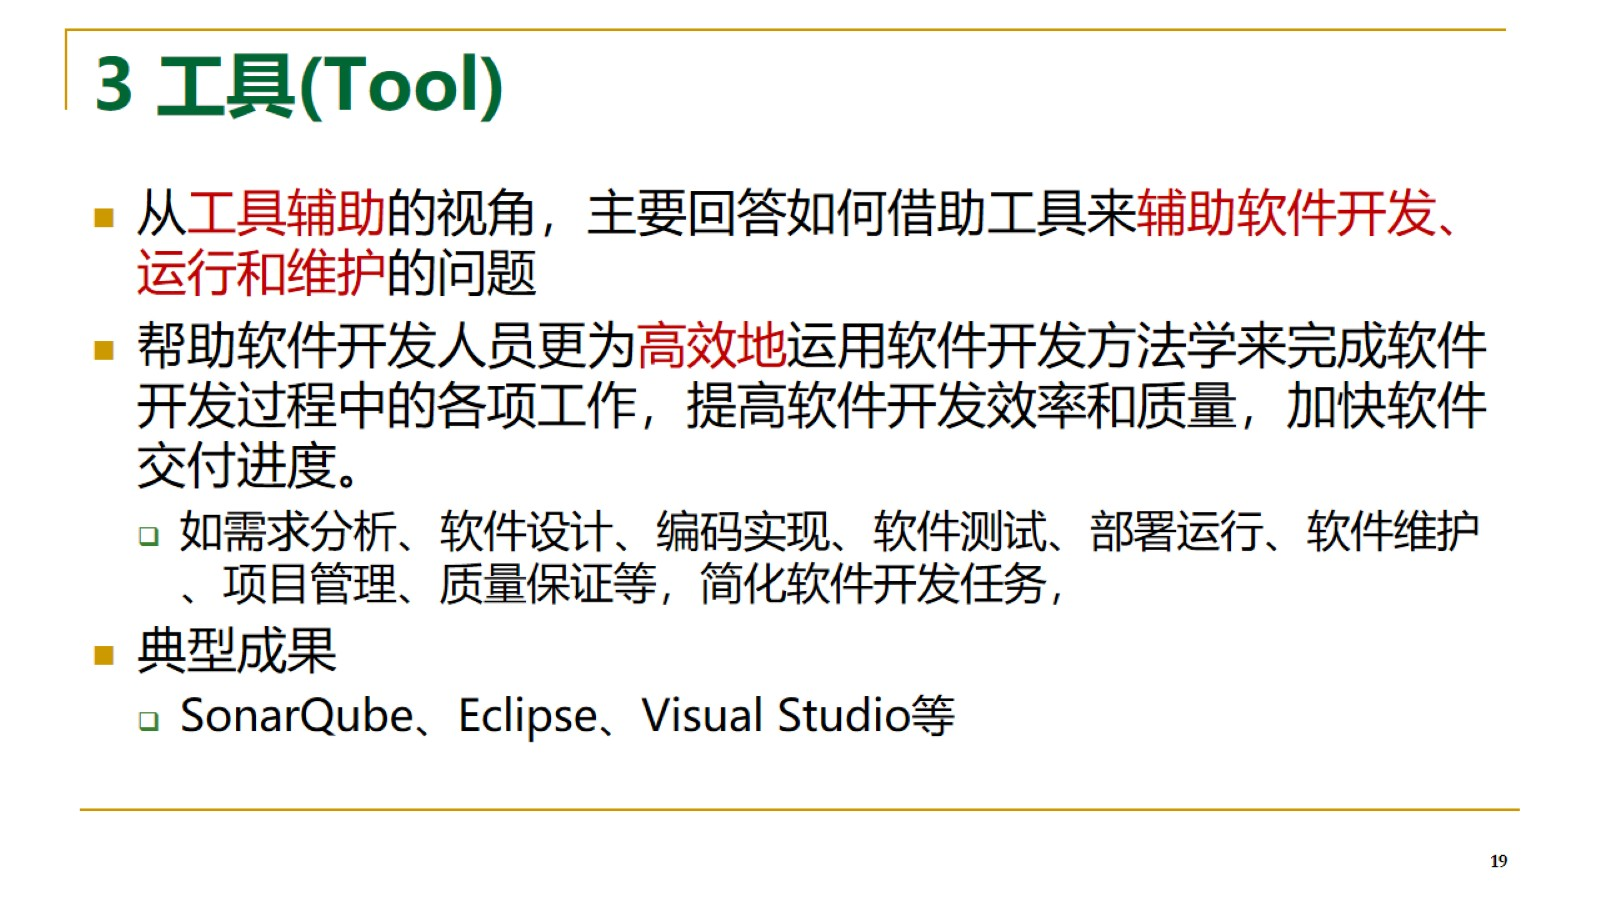 3 工具(Tool)
从工具辅助的视角，主要回答如何借助工具来辅助软件开发、
运行和维护的问题
帮助软件开发人员更为高效地运用软件开发方法学来完成软件
开发过程中的各项工作，提高软件开发效率和质量，加快软件
交付进度。
如需求分析、软件设计、编码实现、软件测试、部署运行、软件维护
、项目管理、质量保证等，简化软件开发任务，
典型成果
SonarQube、Eclipse、Visual Studio等
19